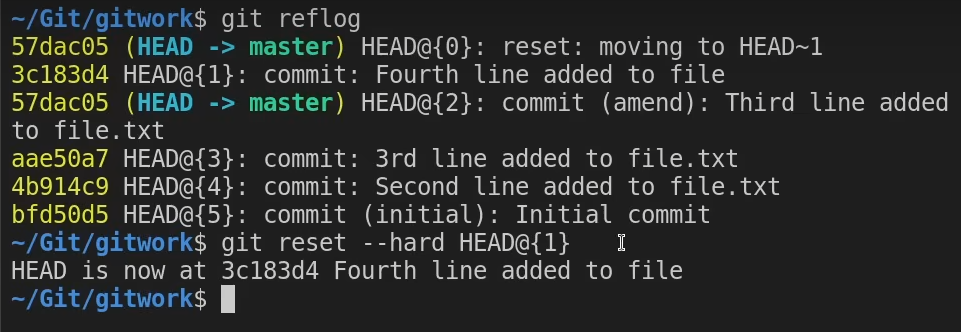 ~/Git/gitwork$ git reflog
57dac05 (HEAD -> master) HEAD@{0}: reset: moving to HEAD~1
3c183d4 HEAD@{1}: commit: Fourth line added to file
57dac05 (HEAD -> master) HEAD@{2}: commit (amend): Third line added
to file.txt
aae50a7 HEAD@{3}: commit: 3rd line added to file.txt
4b914c9 HEAD@{4}: commit: Second line added to file.txt
bfd50d5 HEAD@{5}: commit (initial): Initial commit
~/Git/gitwork$ git reset --hard HEAD@{1}
HEAD is now at 3c183d4 Fourth line added to file
~/Git/gitwork$